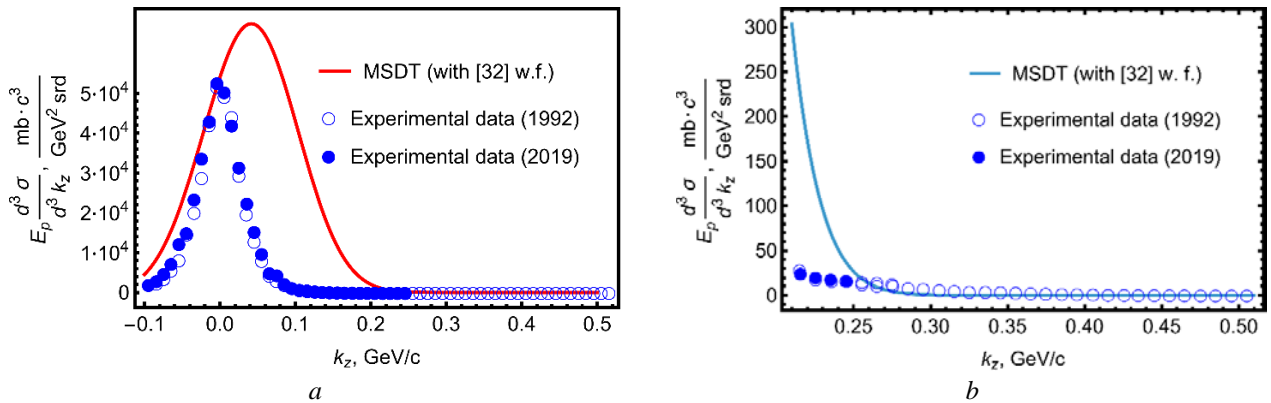 E_p d³σ/d³k_z, mb·c³/GeV² srd
5·10⁴
4·10⁴
3·10⁴
2·10⁴
1·10⁴
0
MSDT (with [32] w.f.)
Experimental data (1992)
Experimental data (2019)
−0.1 0.0 0.1 0.2 0.3 0.4 0.5
k_z, GeV/c
a
E_p d³σ/d³k_z, mb·c³/GeV² srd
300
250
200
150
100
50
0
MSDT (with [32] w. f.)
Experimental data (1992)
Experimental data (2019)
0.25 0.30 0.35 0.40 0.45 0.50
k_z, GeV/c
b